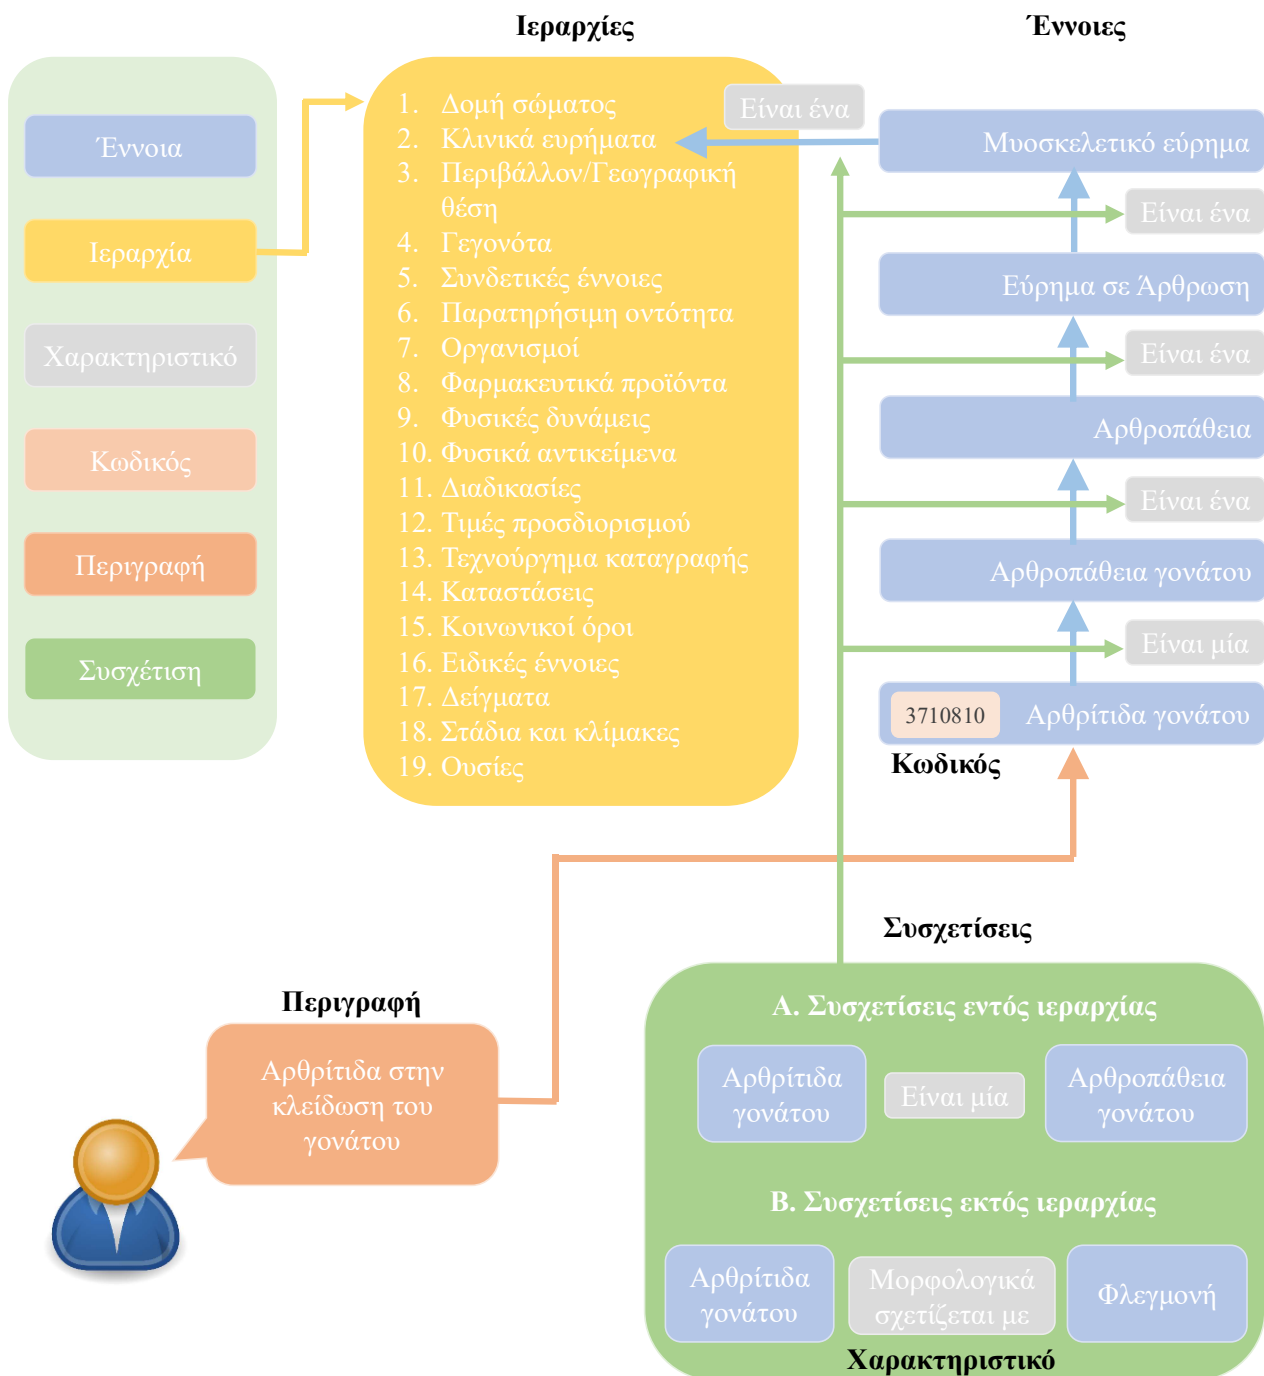 Ιεραρχίες
Έννοιες
Έννοια
Ιεραρχία
Χαρακτηριστικό
Κωδικός
Περιγραφή
Συσχέτιση
1. Δομή σώματος
2. Κλινικά ευρήματα
3. Περιβάλλον/Γεωγραφική
θέση
4. Γεγονότα
5. Συνδετικές έννοιες
6. Παρατηρήσιμη οντότητα
7. Οργανισμοί
8. Φαρμακευτικά προϊόντα
9. Φυσικές δυνάμεις
10. Φυσικά αντικείμενα
11. Διαδικασίες
12. Τιμές προσδιορισμού
13. Τεχνούργημα καταγραφής
14. Καταστάσεις
15. Κοινωνικοί όροι
16. Ειδικές έννοιες
17. Δείγματα
18. Στάδια και κλίμακες
19. Ουσίες
Είναι ένα
Μυοσκελετικό εύρημα
Είναι ένα
Εύρημα σε Άρθρωση
Είναι ένα
Αρθροπάθεια
Είναι ένα
Αρθροπάθεια γονάτου
Είναι μία
3710810 Αρθρίτιδα γονάτου
Κωδικός
Συσχετίσεις
Περιγραφή
Αρθρίτιδα στην
κλείδωση του
γονάτου
Α. Συσχετίσεις εντός ιεραρχίας
Αρθρίτιδα
γονάτου
Είναι μία
Αρθροπάθεια
γονάτου
Β. Συσχετίσεις εκτός ιεραρχίας
Αρθρίτιδα
γονάτου
Μορφολογικά
σχετίζεται με
Φλεγμονή
Χαρακτηριστικό